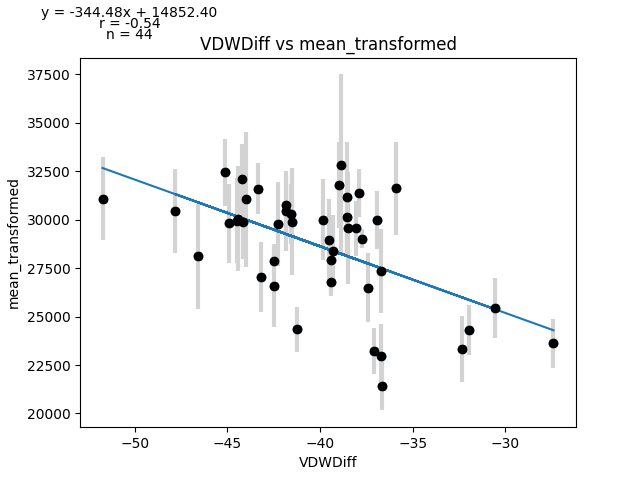 y = -344.48x + 14852.40
r = -0.54
n = 44
VDWDiff vs mean_transformed
37500
35000
32500
30000
27500
25000
22500
20000
mean_transformed
−50
−45
−40
−35
−30
VDWDiff